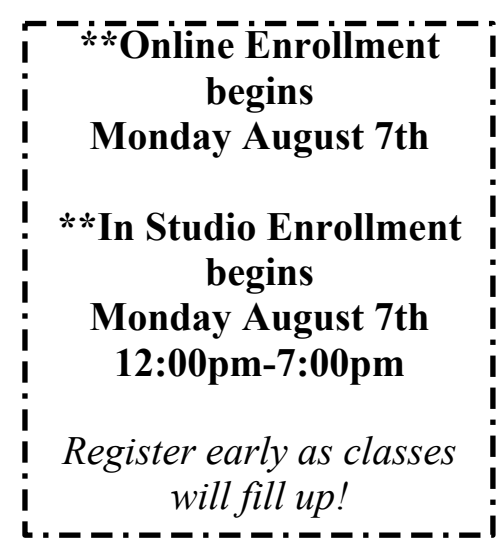 **Online Enrollment
begins
Monday August 7th
**In Studio Enrollment
begins
Monday August 7th
12:00pm-7:00pm
Register early as classes
will fill up!